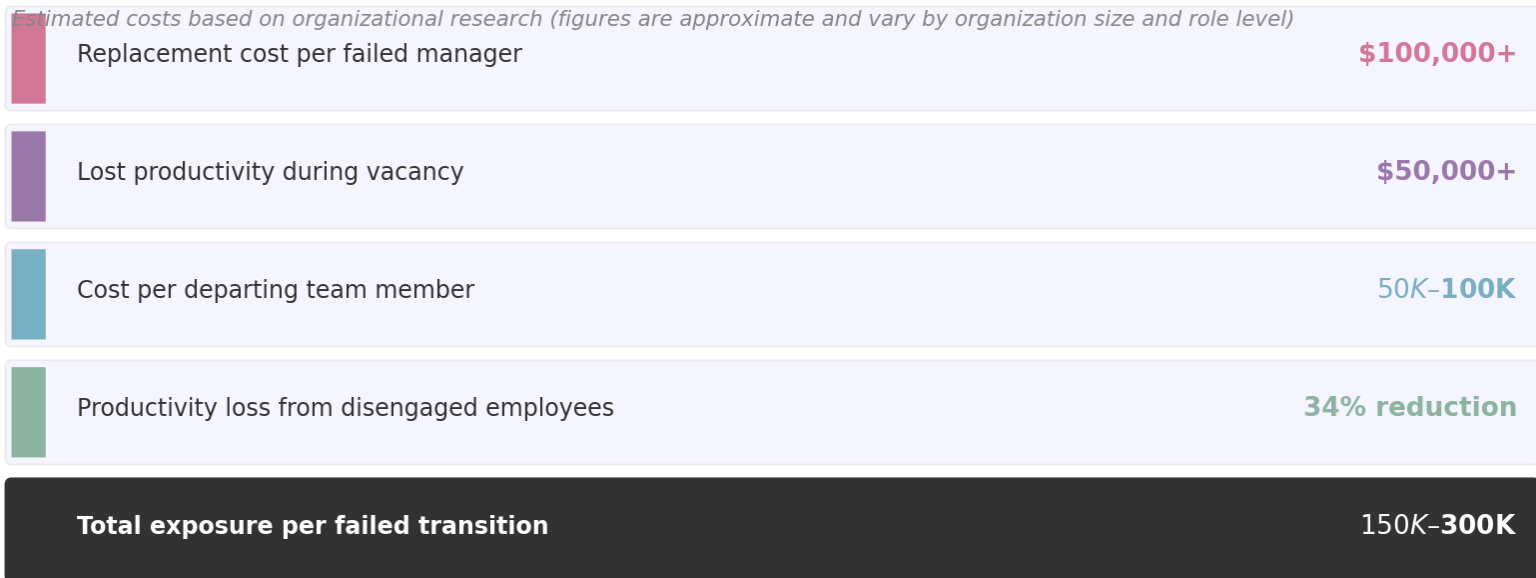 Estimated costs based on organizational research (figures are approximate and vary by organization size and role level)
Replacement cost per failed manager $100,000+
Lost productivity during vacancy $50,000+
Cost per departing team member 50K–100K
Productivity loss from disengaged employees 34% reduction
Total exposure per failed transition 150K–300K